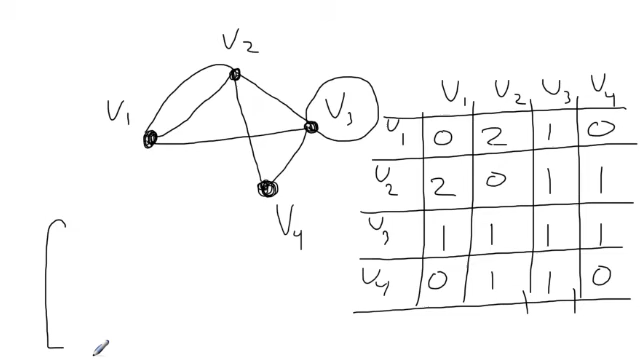 V2
V1
V3
V4
V1 V2 V3 V4
V1 0 2 1 0
V2 2 0 1 1
V3 1 1 1 1
V4 0 1 1 0